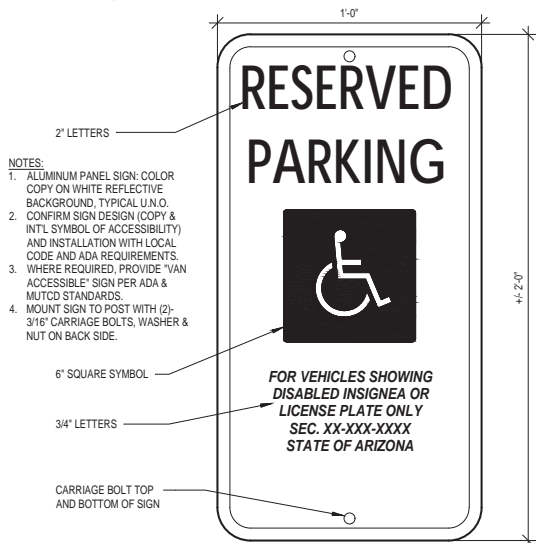 1'-0"
RESERVED
PARKING
2" LETTERS
NOTES:
1. ALUMINUM PANEL SIGN: COLOR
COPY ON WHITE REFLECTIVE
BACKGROUND, TYPICAL U.N.O.
2. CONFIRM SIGN DESIGN (COPY &
INT'L SYMBOL OF ACCESSIBILITY)
AND INSTALLATION WITH LOCAL
CODE AND ADA REQUIREMENTS.
3. WHERE REQUIRED, PROVIDE "VAN
ACCESSIBLE" SIGN PER ADA &
MUTCD STANDARDS.
4. MOUNT SIGN TO POST WITH (2)-
3/16" CARRIAGE BOLTS, WASHER &
NUT ON BACK SIDE.
+/- 2'-0"
6" SQUARE SYMBOL
FOR VEHICLES SHOWING
DISABLED INSIGNEA OR
LICENSE PLATE ONLY
SEC. XX-XXX-XXXX
STATE OF ARIZONA
3/4" LETTERS
CARRIAGE BOLT TOP
AND BOTTOM OF SIGN